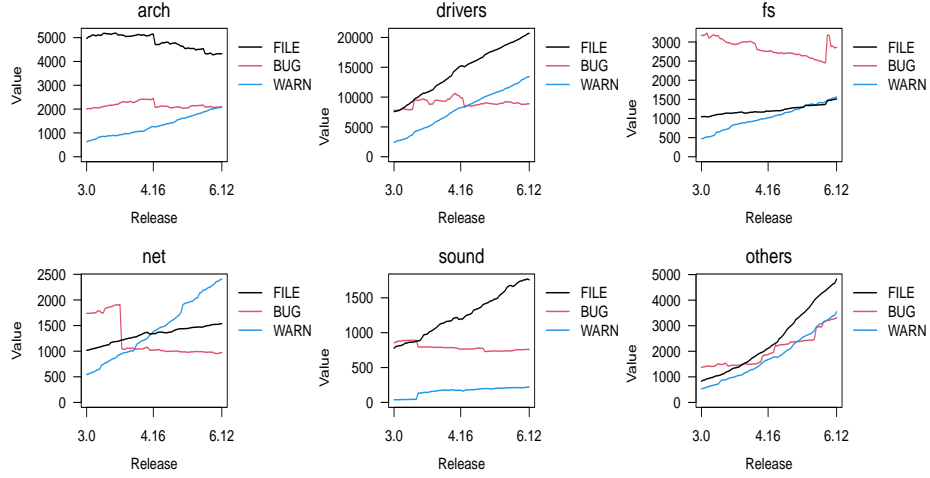 arch
Value
5000
4000
3000
2000
1000
0
3.0
4.16
6.12
Release
FILE
BUG
WARN
drivers
Value
20000
15000
10000
5000
0
3.0
4.16
6.12
Release
FILE
BUG
WARN
fs
Value
3000
2500
2000
1500
1000
500
0
3.0
4.16
6.12
Release
FILE
BUG
WARN
net
Value
2500
2000
1500
1000
500
0
3.0
4.16
6.12
Release
FILE
BUG
WARN
sound
Value
1500
1000
500
0
3.0
4.16
6.12
Release
FILE
BUG
WARN
others
Value
5000
4000
3000
2000
1000
0
3.0
4.16
6.12
Release
FILE
BUG
WARN